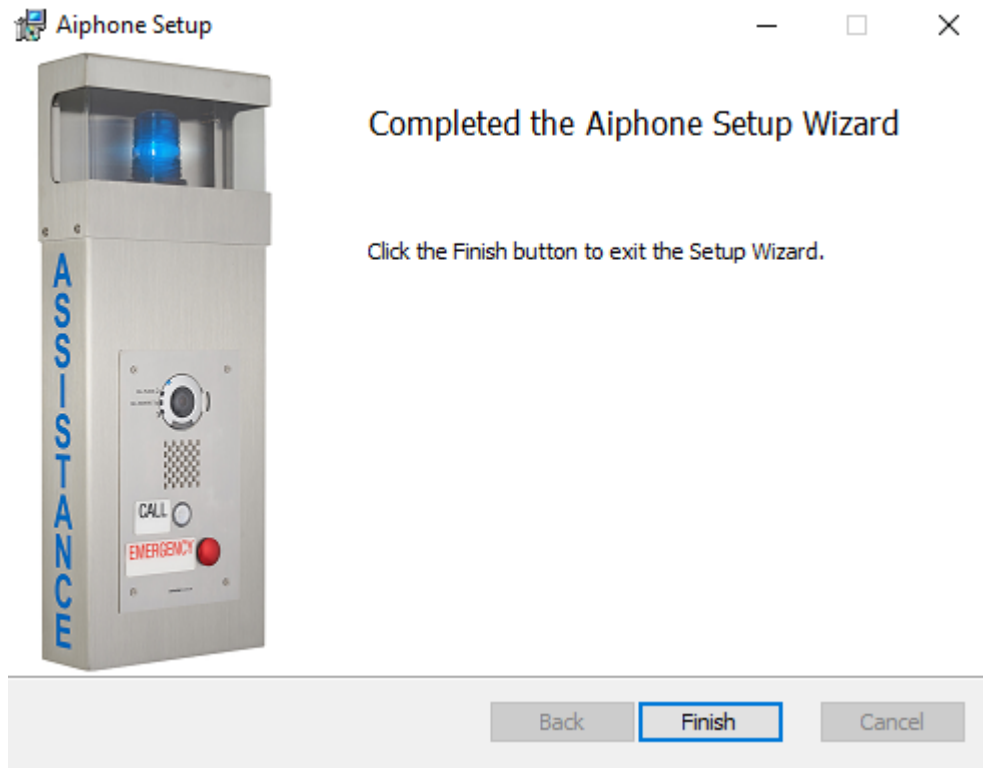 Aiphone Setup
Completed the Aiphone Setup Wizard
Click the Finish button to exit the Setup Wizard.
ASSISTANCE
CALL
EMERGENCY
Back
Finish
Cancel